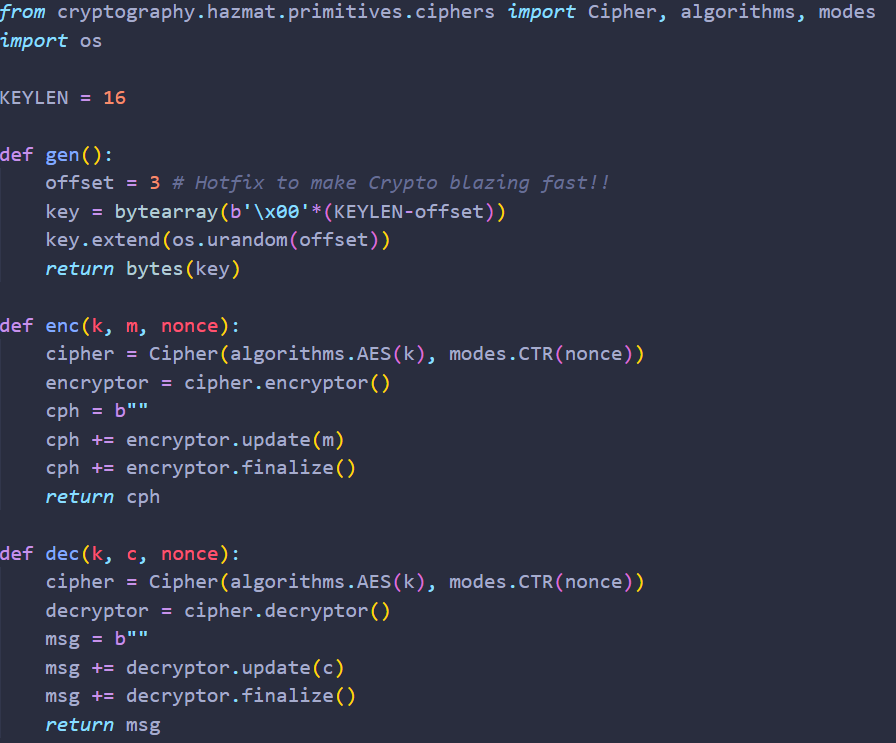 from cryptography.hazmat.primitives.ciphers import Cipher, algorithms, modes
import os

KEYLEN = 16

def gen():
    offset = 3 # Hotfix to make Crypto blazing fast!!
    key = bytearray(b'\x00'*(KEYLEN-offset))
    key.extend(os.urandom(offset))
    return bytes(key)

def enc(k, m, nonce):
    cipher = Cipher(algorithms.AES(k), modes.CTR(nonce))
    encryptor = cipher.encryptor()
    cph = b""
    cph += encryptor.update(m)
    cph += encryptor.finalize()
    return cph

def dec(k, c, nonce):
    cipher = Cipher(algorithms.AES(k), modes.CTR(nonce))
    decryptor = cipher.decryptor()
    msg = b""
    msg += decryptor.update(c)
    msg += decryptor.finalize()
    return msg